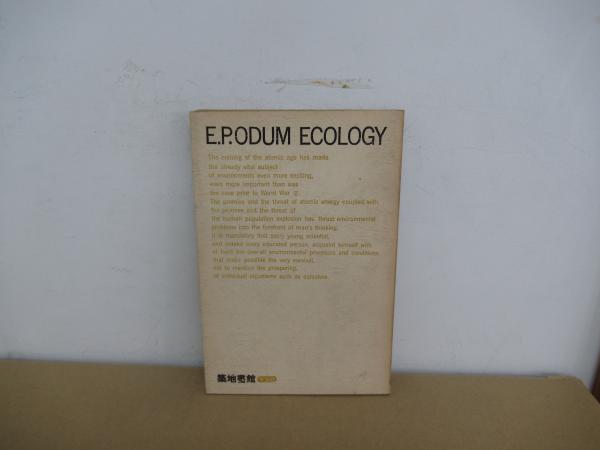 E.P.ODUM ECOLOGY
The coming of the atomic age has made
the already vital subject
of environments even more exciting,
even more important than was
the case prior to World War
The promise and the threat of atomic energy coupled with
the promise and the threat of
the human population explosion has thrust environmental
problems into the forefront of man's thinking.
It is mandatory that every young scientist,
and indeed every educated person, acquaint himself with
at least the overall environmental processes and conditions
that make possible the very survival,
not to mention the prospering,
of individual organisms such as ourselves.
築地書館